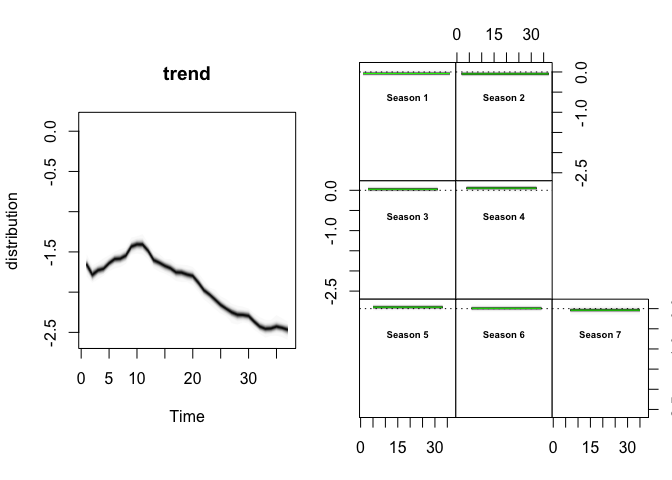 trend
distribution
0.0
-0.5
-1.5
-2.5
0 5 10 20 30
Time
0 15 30
Season 1 Season 2
0.0
-1.0
-2.5
Season 3 Season 4
0.0
-1.0
-2.5
Season 5 Season 6 Season 7
0 15 30 0 15 30